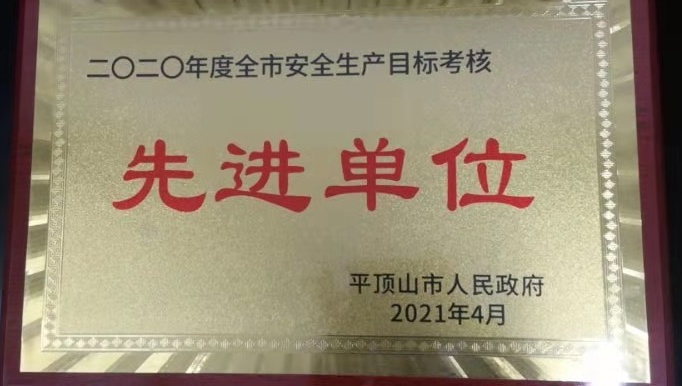 二〇二〇年度全市安全生产目标考核
先进单位
平顶山市人民政府
2021年4月